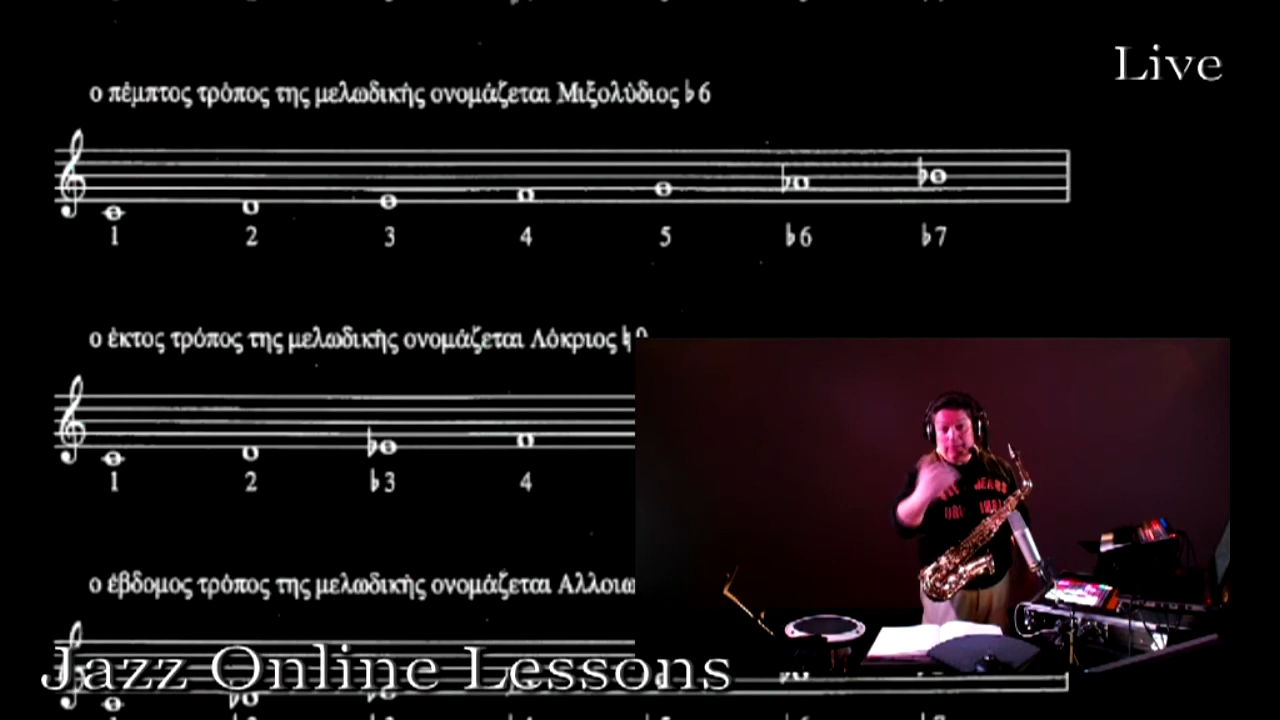 Live
ο πέμπτος τρόπος της μελωδικής ονομάζεται Μιξολύδιος ♭6
1 2 3 4 5 ♭6 ♭7
ο έκτος τρόπος της μελωδικής ονομάζεται Λόκριος
1 2 ♭3 4
ο έβδομος τρόπος της μελωδικής ονομάζεται
Jazz Online Lessons